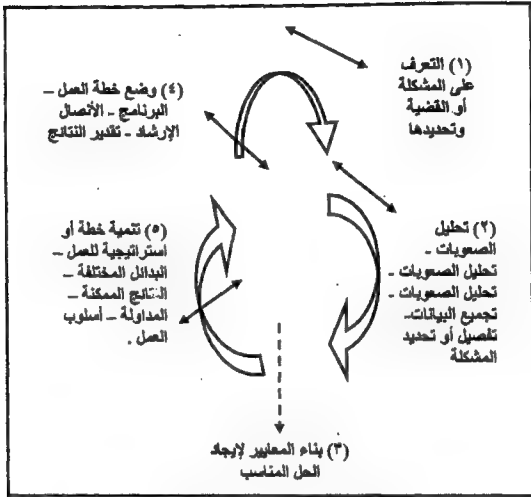 (١) التعرف
على المشكلة
أو القضية
وتحديدها
(٢) تحليل
الصعوبات -
تحليل الصعوبات -
تحليل الصعوبات -
تجميع البيانات-
تفصيل أو تحديد
المشكلة
(٣) بناء المعايير لإيجاد
الحل المناسب
(٤) وضع خطة العمل –
البرنامج - الأتصال
الإرشاد - تقدير النتائج
(٥) تنمية خطة أو
استراتيجية للعمل –
البدائل المختلفة –
النتائج الممكنة –
المداولة – أسلوب
العمل .